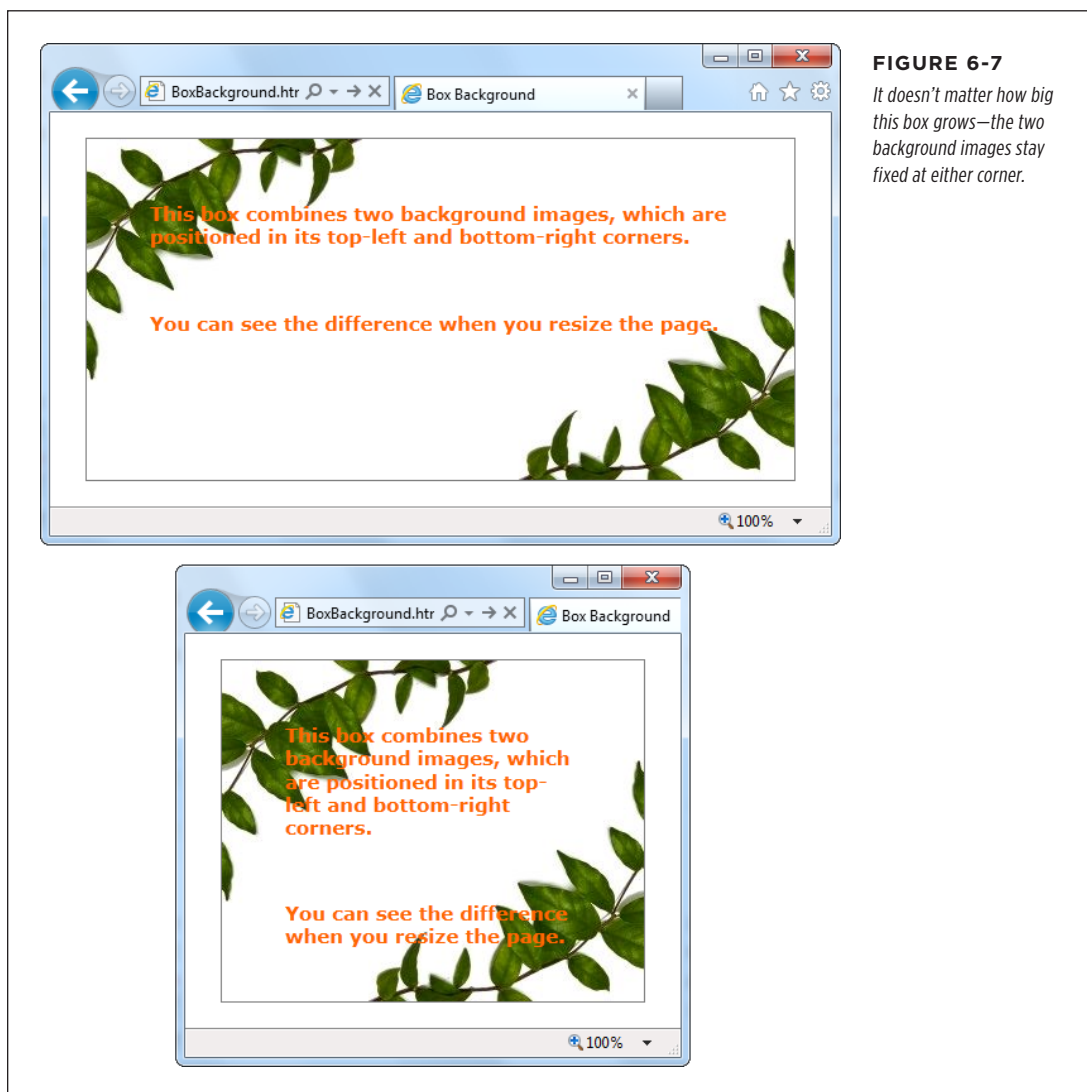 BoxBackground.htr
Box Background
FIGURE 6-7
It doesn't matter how big
this box grows—the two
background images stay
fixed at either corner.
This box combines two background images, which are
positioned in its top-left and bottom-right corners.
You can see the difference when you resize the page.
100%
BoxBackground.htr
Box Background
This box combines two
background images, which
are positioned in its top-
left and bottom-right
corners.
You can see the difference
when you resize the page.
100%